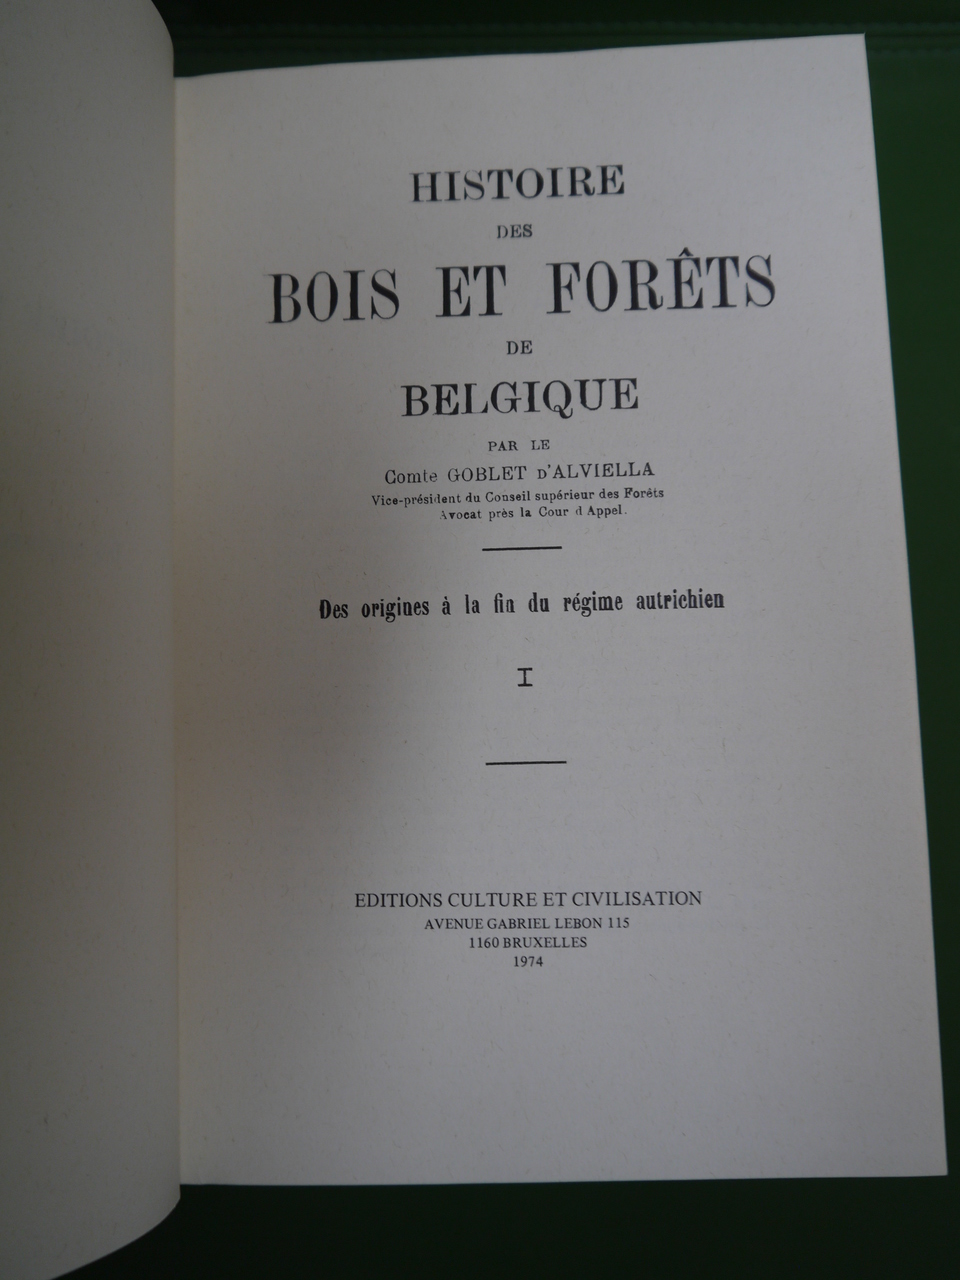 HISTOIRE
DES
BOIS ET FORÊTS
DE
BELGIQUE
PAR LE
Comte GOBLET D'ALVIELLA
Vice-président du Conseil supérieur des Forêts
Avocat près la Cour d Appel.
Des origines à la fin du régime autrichien
I
EDITIONS CULTURE ET CIVILISATION
AVENUE GABRIEL LEBON 115
1160 BRUXELLES
1974